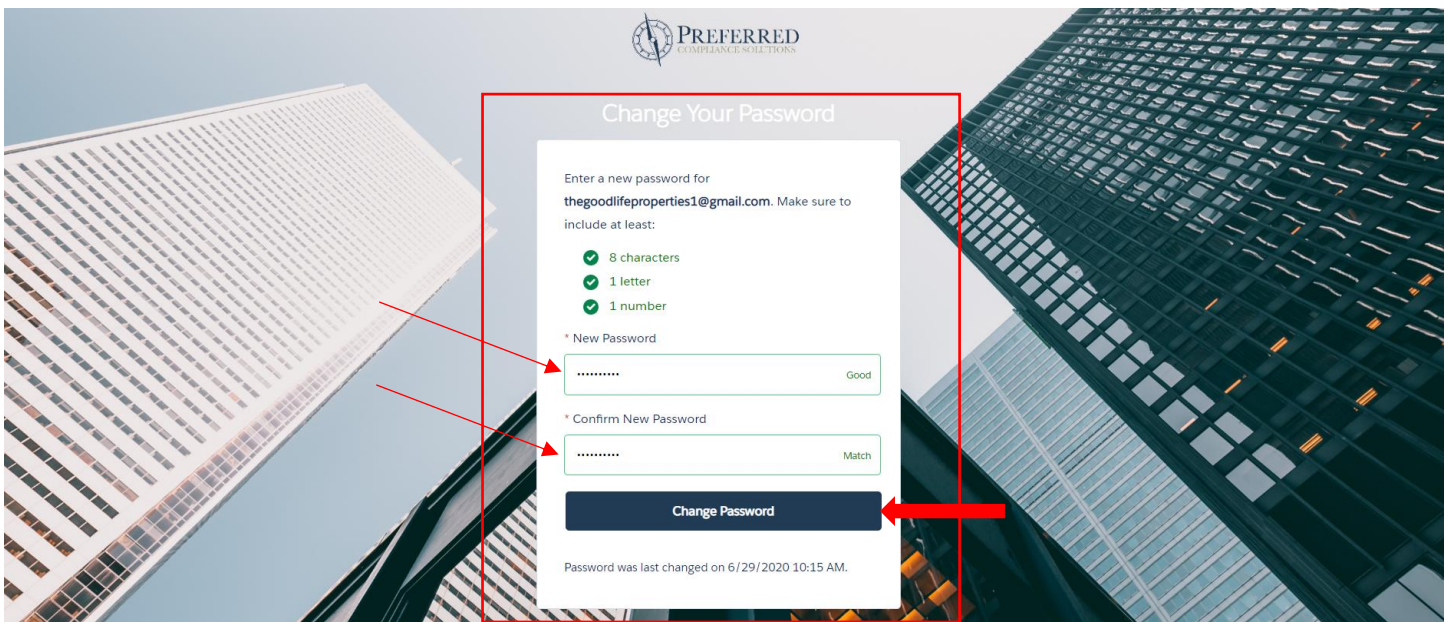 PREFERRED
COMPLIANCE SOLUTIONS
Change Your Password
Enter a new password for
thegoodlifeproperties1@gmail.com. Make sure to
include at least:
8 characters
1 letter
1 number
* New Password
•••••••••• Good
* Confirm New Password
•••••••••• Match
Change Password
Password was last changed on 6/29/2020 10:15 AM.